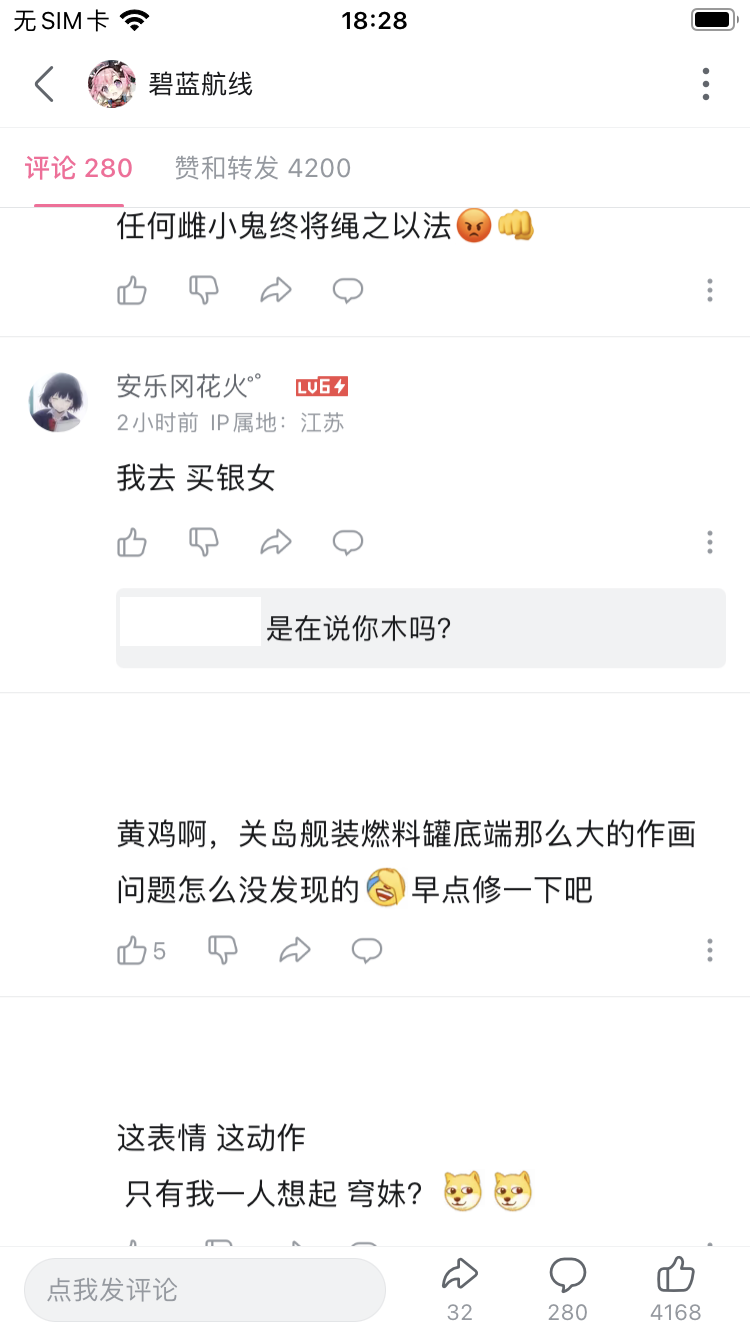 无SIM卡 18:28
碧蓝航线
评论 280 赞和转发 4200
任何雌小鬼终将绳之以法😡👊
安乐冈花火°° LV6
2小时前 IP属地：江苏
我去 买银女
是在说你木吗?
黄鸡啊，关岛舰装燃料罐底端那么大的作画
问题怎么没发现的 早点修一下吧
5
这表情 这动作
只有我一人想起 穹妹?
点我发评论
32 280 4168